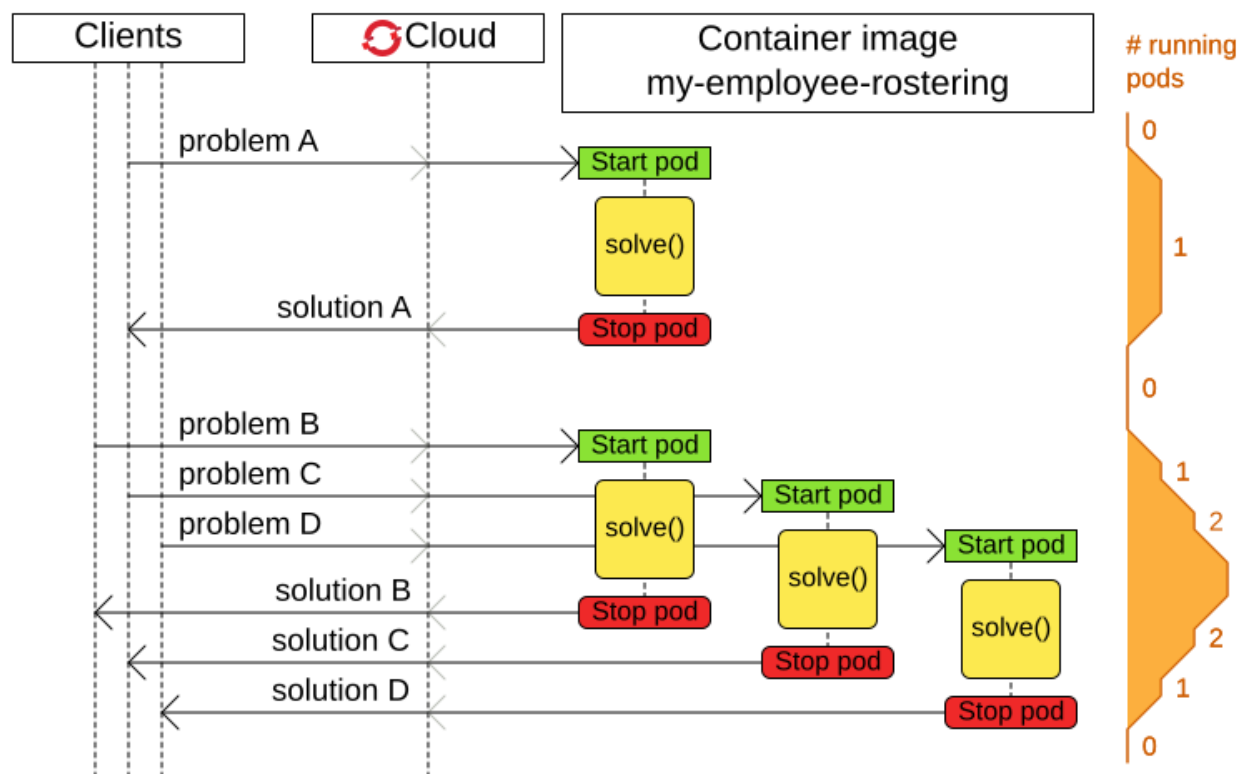 Clients
Cloud
Container image
my-employee-rostering
# running
pods
0
problem A
Start pod
solve()
1
solution A
Stop pod
0
problem B
Start pod
problem C
Start pod
1
problem D
solve()
2
Start pod
solve()
solution B
Stop pod
solve()
2
solution C
Stop pod
solution D
1
Stop pod
0